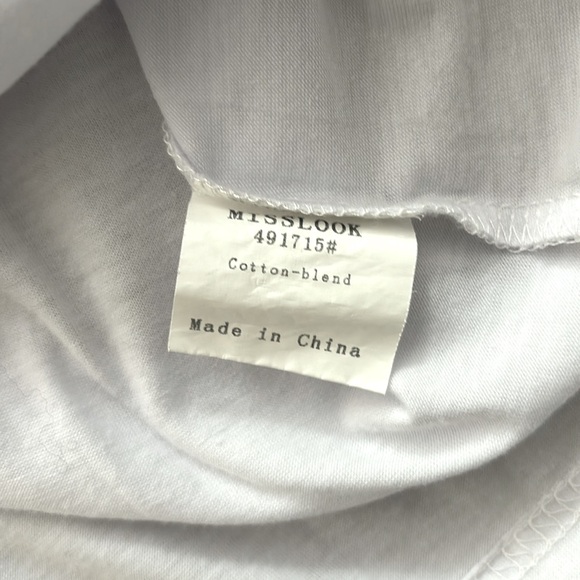 MISSLOOK
491715#
Cotton-blend
Made in China